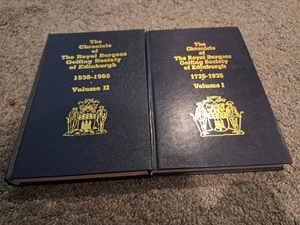 The
Chronicle
of
The Royal Burgess
Golfing Society
of Edinburgh
1936-1985
Volume II
The
Chronicle
of
The Royal Burgess
Golfing Society
of Edinburgh
1735-1935
Volume I